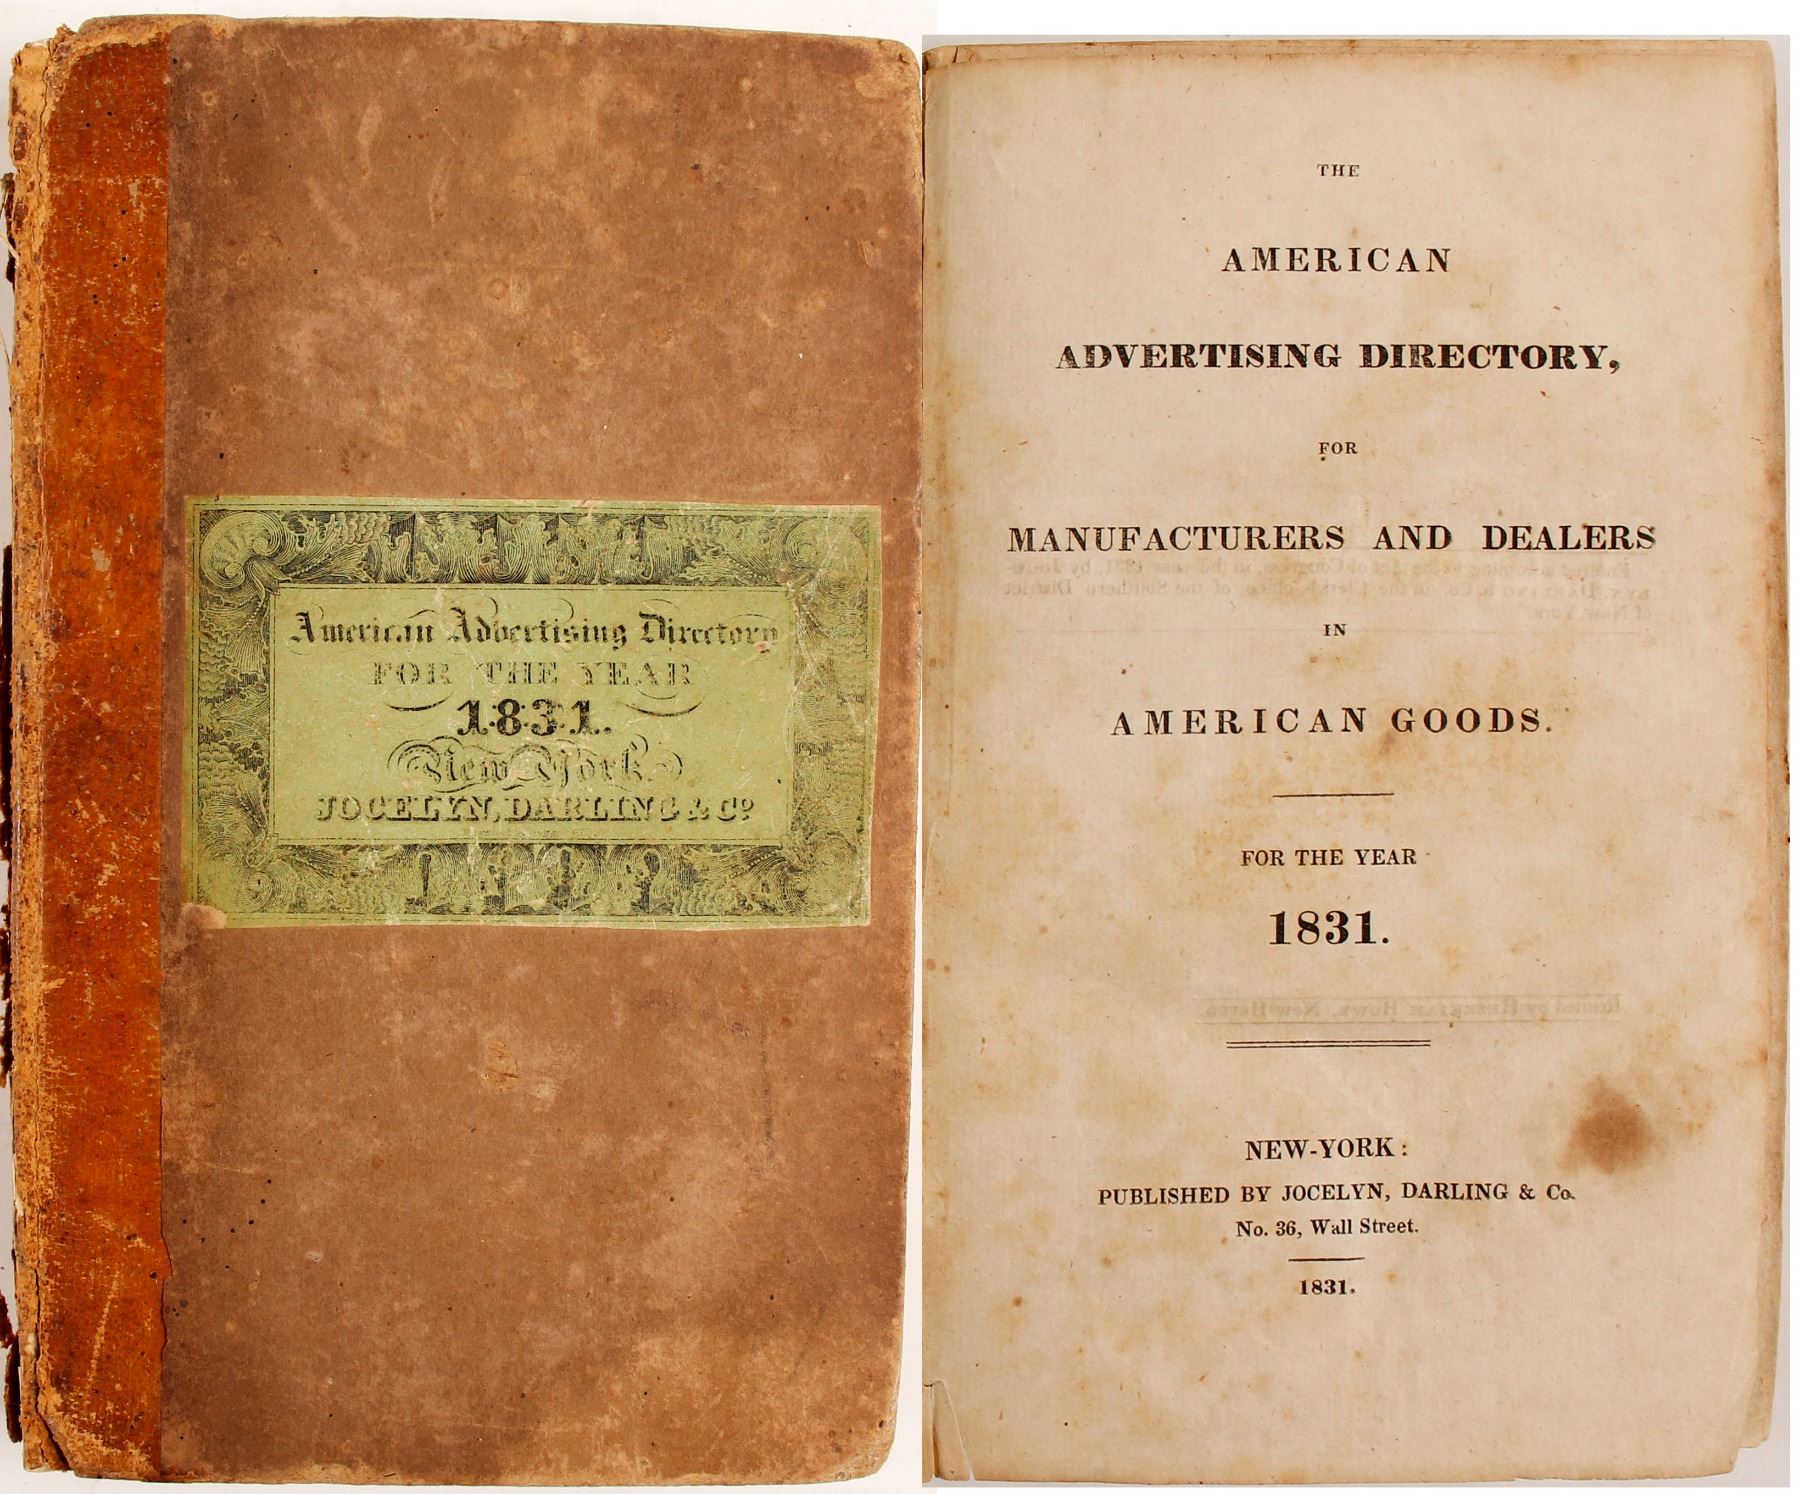 American Advertising Directory
FOR THE YEAR
1831.
New York
JOCELYN, DARLING & Co.
THE
AMERICAN
ADVERTISING DIRECTORY,
FOR
MANUFACTURERS AND DEALERS
IN
AMERICAN GOODS.
FOR THE YEAR
1831.
NEW-YORK:
PUBLISHED BY JOCELYN, DARLING & Co.
No. 36, Wall Street.
1831.